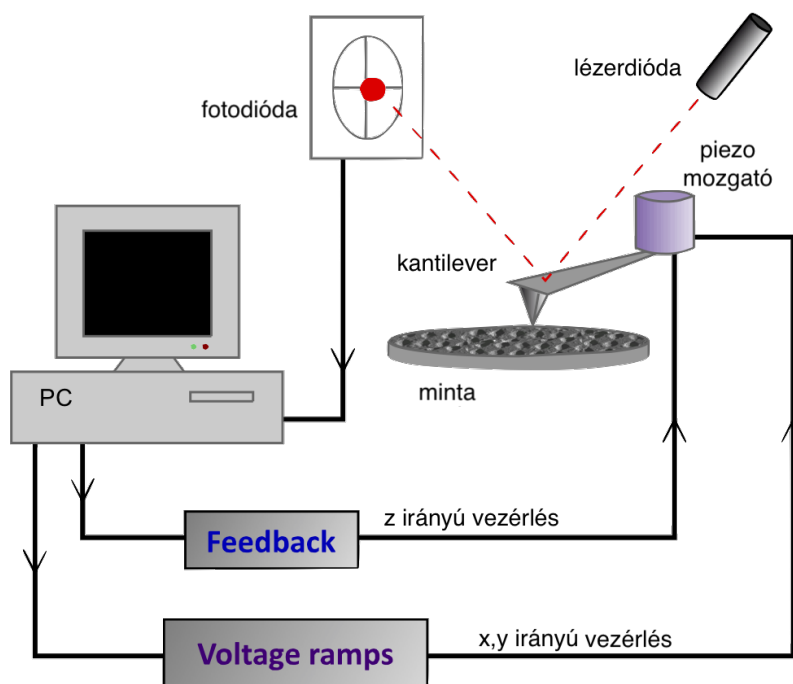 lézerdióda
fotodióda
piezo
mozgató
kantilever
minta
PC
z irányú vezérlés
Feedback
x,y irányú vezérlés
Voltage ramps